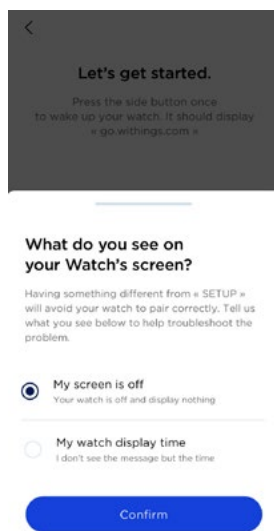 Let's get started.
Press the side button once
to wake up your watch. It should display
« go.withings.com »
What do you see on
your Watch's screen?
Having something different from « SETUP »
will avoid your watch to pair correctly. Tell us
what you see below to help troubleshoot the
problem.
My screen is off
Your watch is off and display nothing
My watch display time
I don't see the message but the time
Confirm